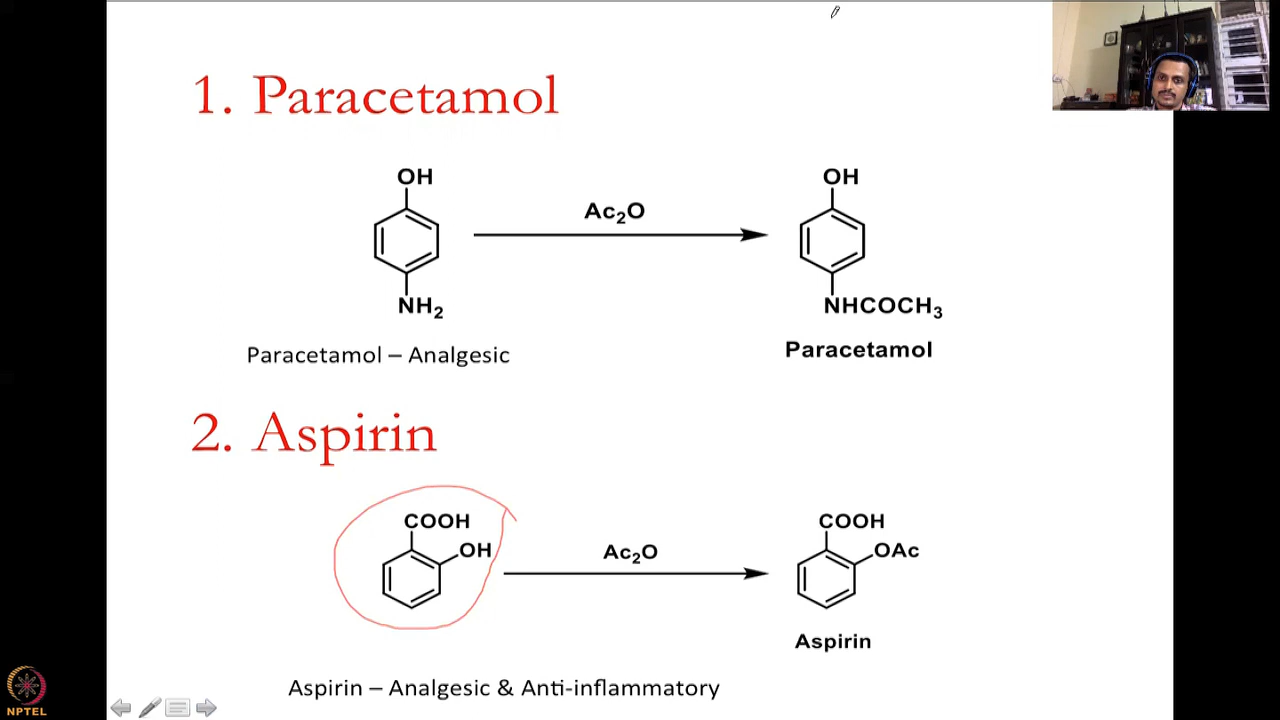 1. Paracetamol
OH
OH
Ac₂O
NH₂
NHCOCH₃
Paracetamol – Analgesic
Paracetamol
2. Aspirin
COOH
COOH
OH
Ac₂O
OAc
Aspirin
Aspirin – Analgesic & Anti-inflammatory
NPTEL